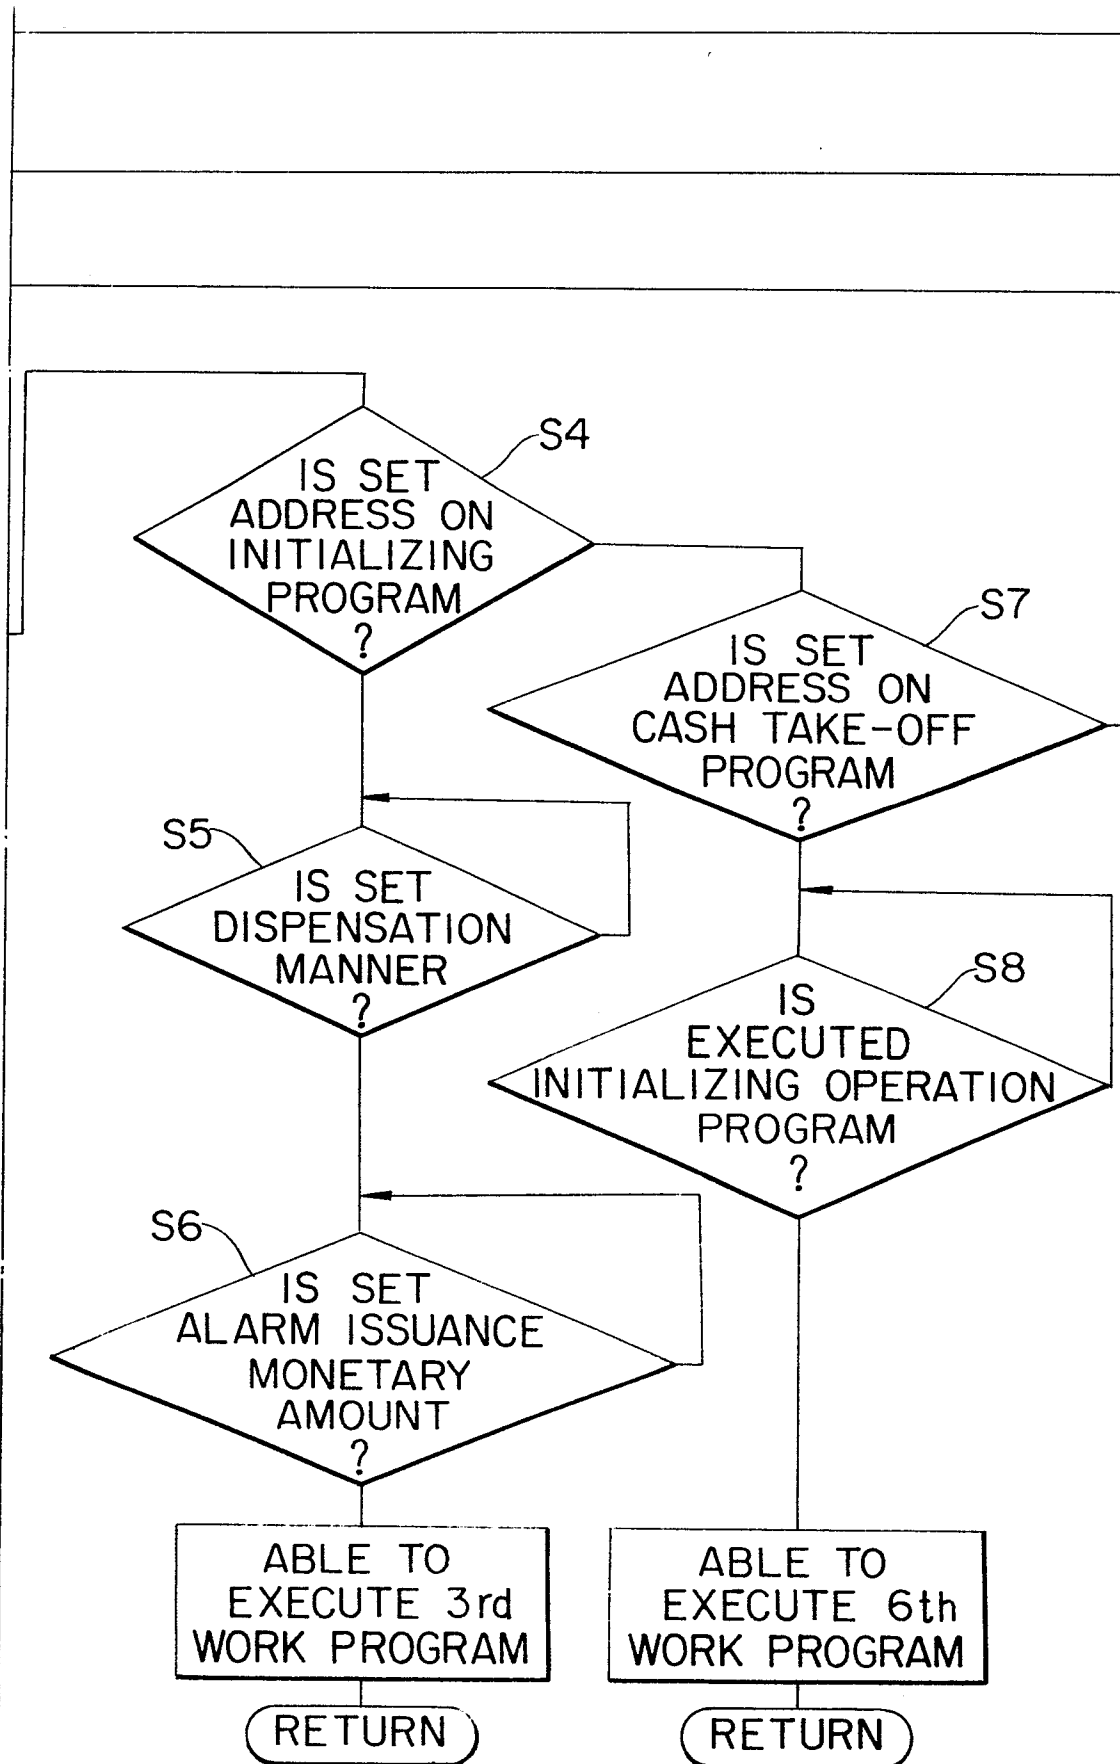 S4
IS SET
ADDRESS ON
INITIALIZING
PROGRAM
?
S7
IS SET
ADDRESS ON
CASH TAKE-OFF
PROGRAM
?
S5
IS SET
DISPENSATION
MANNER
?
S8
IS
EXECUTED
INITIALIZING OPERATION
PROGRAM
?
S6
IS SET
ALARM ISSUANCE
MONETARY
AMOUNT
?
ABLE TO
EXECUTE 3rd
WORK PROGRAM
RETURN
ABLE TO
EXECUTE 6th
WORK PROGRAM
RETURN